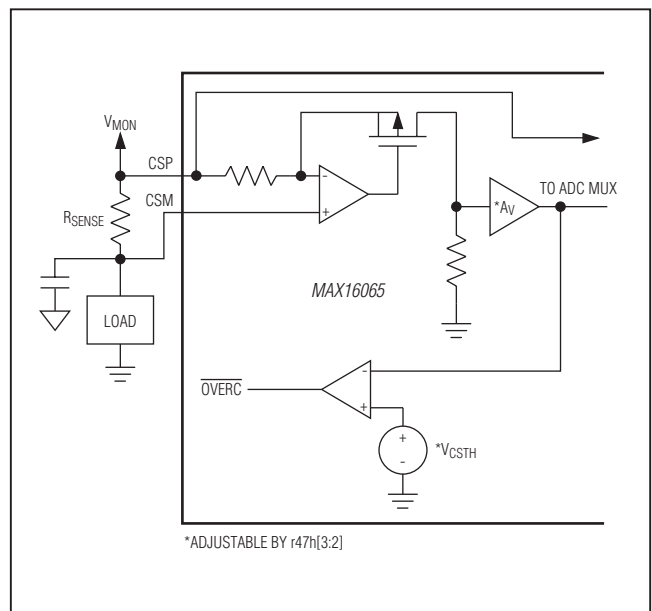 VMON
CSP
CSM
RSENSE
LOAD
-
+
*AV
TO ADC MUX
MAX16065
OVERC
-
+
+
-
*VCSTH
*ADJUSTABLE BY r47h[3:2]